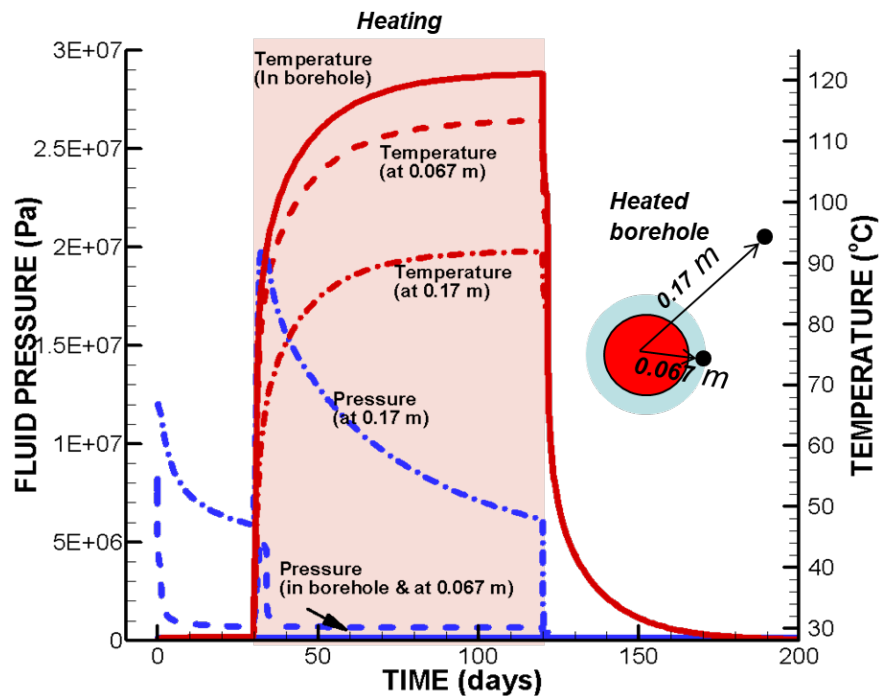 Heating
3E+07
2.5E+07
2E+07
1.5E+07
1E+07
5E+06
0
FLUID PRESSURE (Pa)
Temperature
(In borehole)
Temperature
(at 0.067 m)
Temperature
(at 0.17 m)
Pressure
(at 0.17 m)
Pressure
(in borehole & at 0.067 m)
Heated
borehole
0.17 m
0.067 m
120
110
100
90
80
70
60
50
40
30
TEMPERATURE (°C)
0
50
100
150
200
TIME (days)